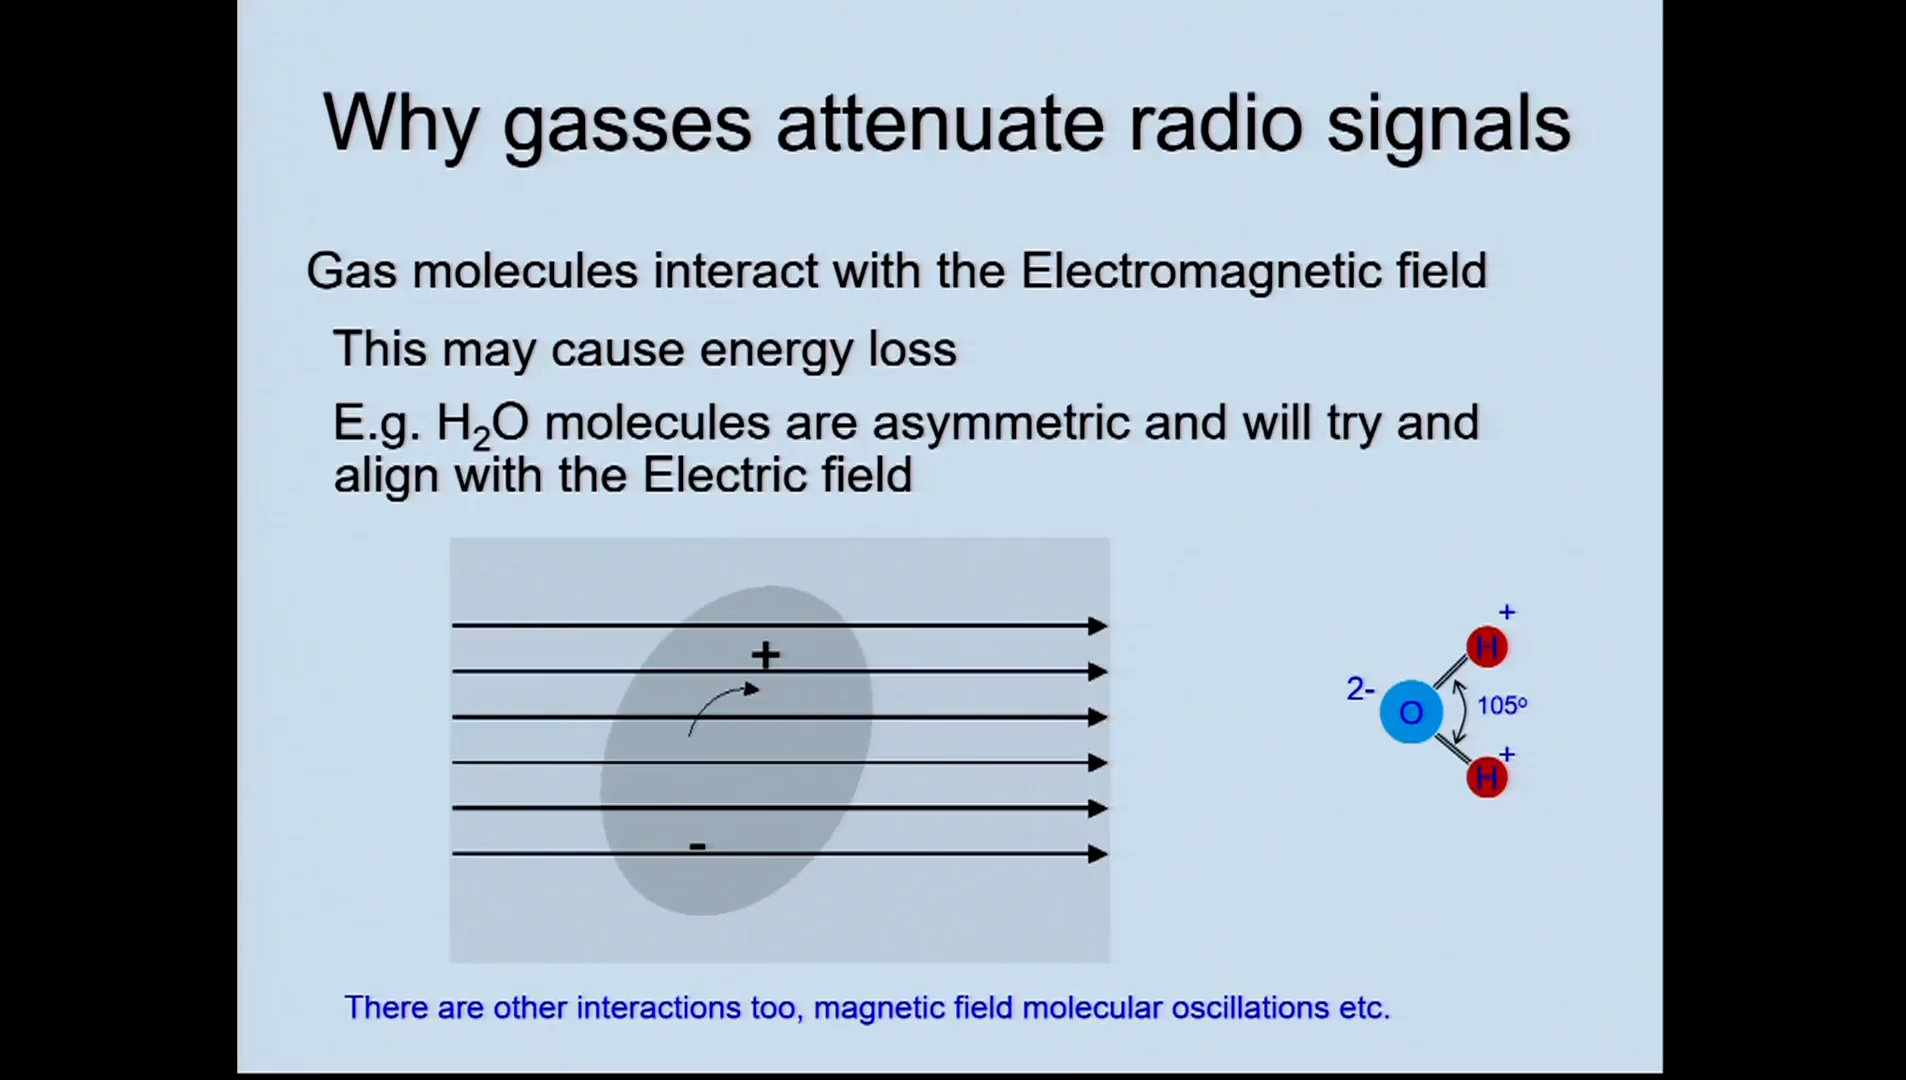 Why gasses attenuate radio signals
Gas molecules interact with the Electromagnetic field
This may cause energy loss
E.g. H₂O molecules are asymmetric and will try and
align with the Electric field
+
-
+
H
2-
O
105º
+
H
There are other interactions too, magnetic field molecular oscillations etc.